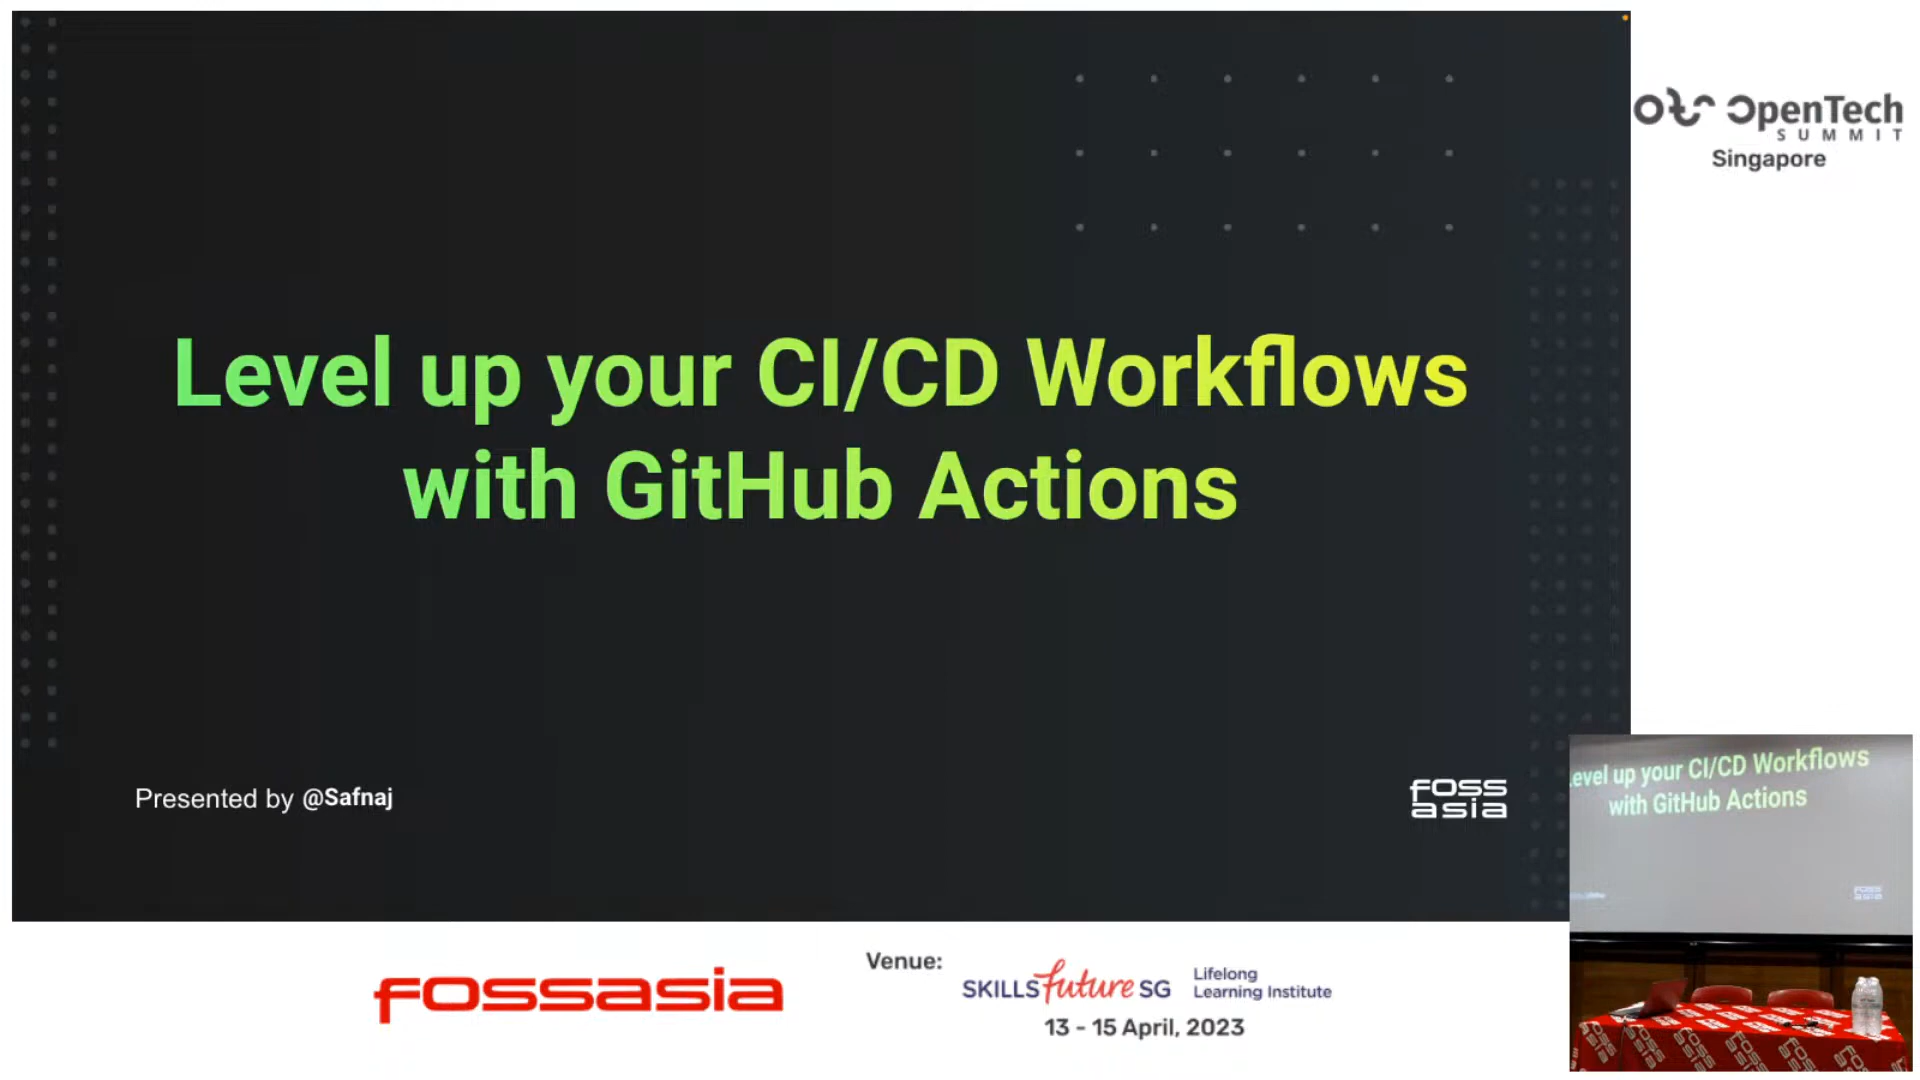 Level up your CI/CD Workflows
with GitHub Actions
Presented by @Safnaj
foss
asia
OpenTech
SUMMIT
Singapore
evel up your CI/CD Workflows
with GitHub Actions
foss
asia
fossasia
Venue:
SKILLS future SG
Lifelong
Learning Institute
13 - 15 April, 2023